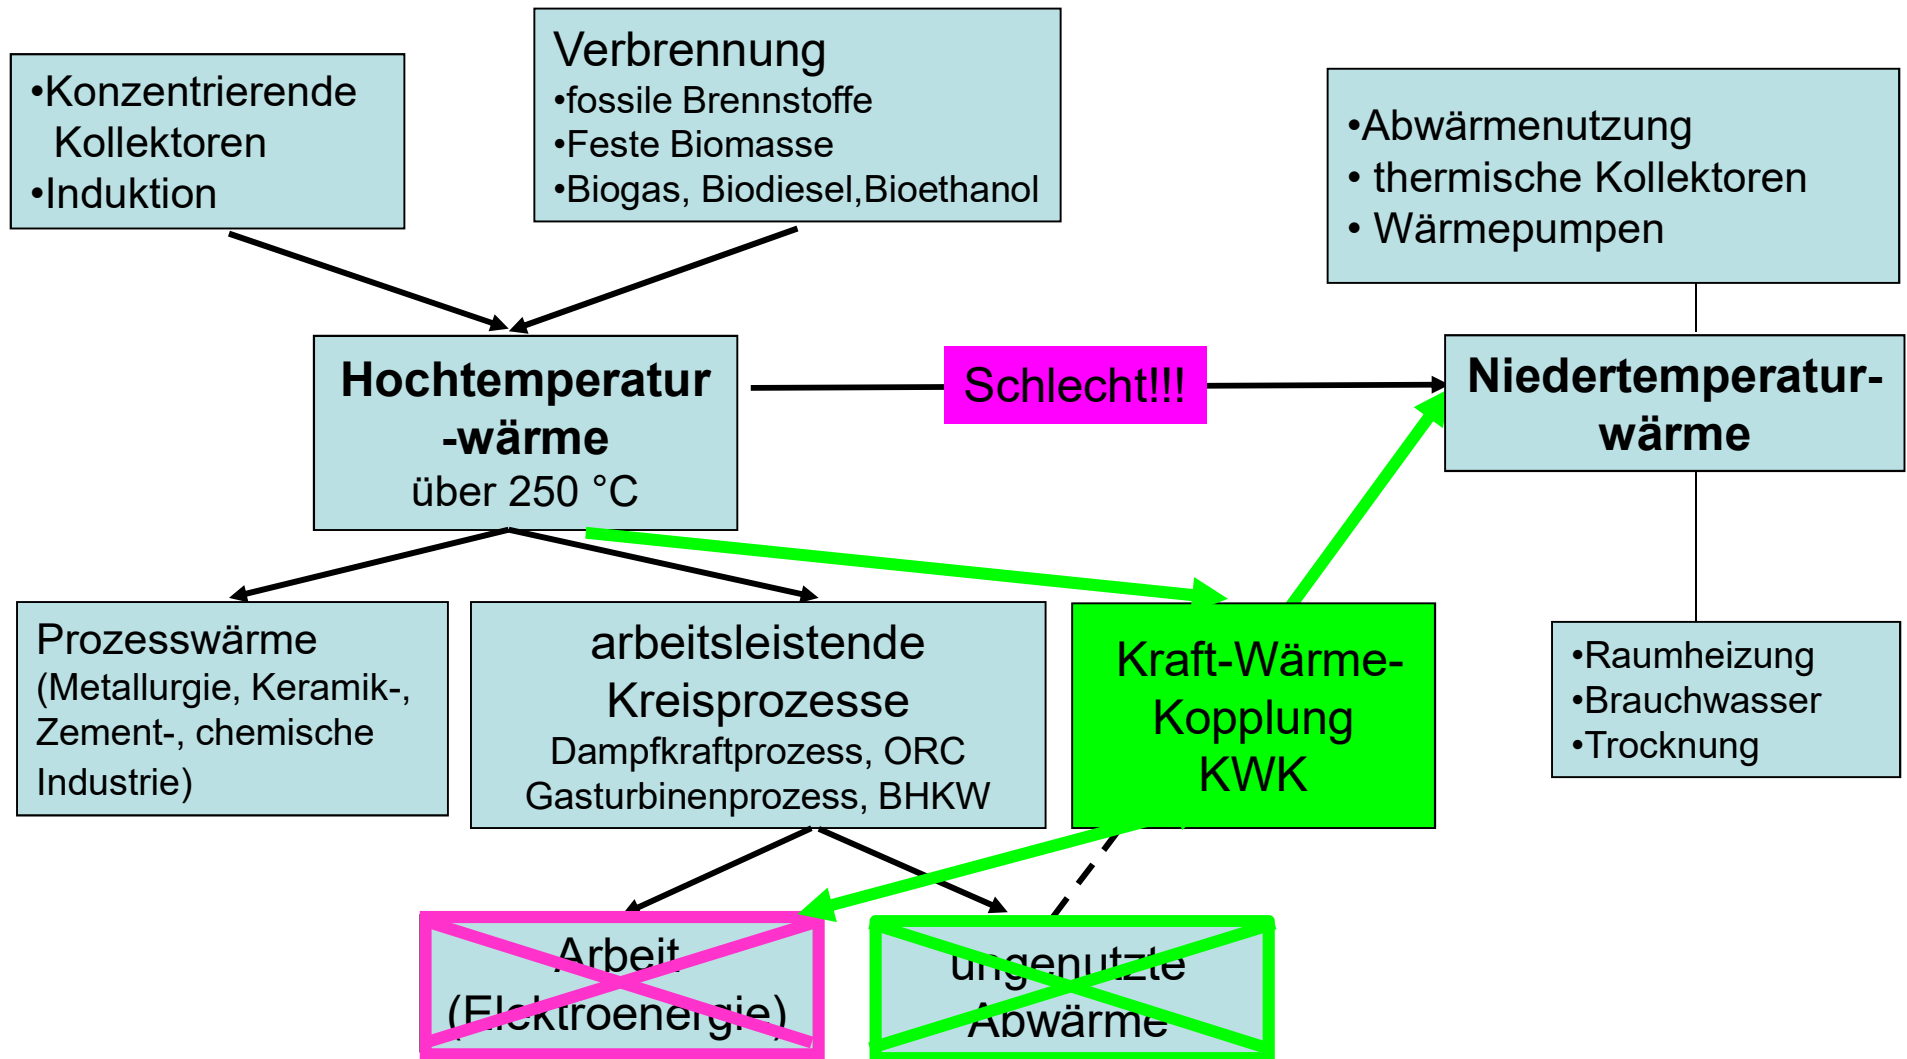 •Konzentrierende
Kollektoren
•Induktion
Verbrennung
•fossile Brennstoffe
•Feste Biomasse
•Biogas, Biodiesel,Bioethanol
•Abwärmenutzung
• thermische Kollektoren
• Wärmepumpen
Hochtemperatur
-wärme
über 250 °C
Schlecht!!!
Niedertemperatur-
wärme
Prozesswärme
(Metallurgie, Keramik-,
Zement-, chemische
Industrie)
arbeitsleistende
Kreisprozesse
Dampfkraftprozess, ORC
Gasturbinenprozess, BHKW
Kraft-Wärme-
Kopplung
KWK
•Raumheizung
•Brauchwasser
•Trocknung
Arbeit
(Elektroenergie)
ungenutzte
Abwärme